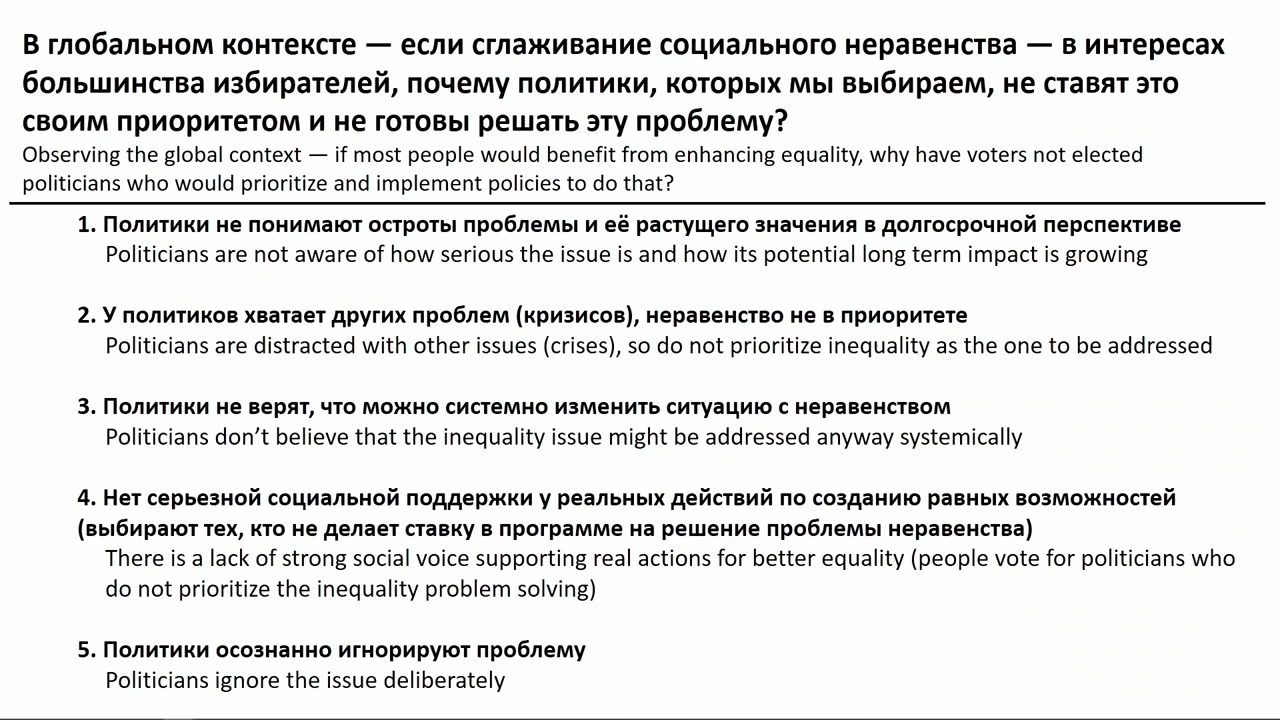 В глобальном контексте — если сглаживание социального неравенства — в интересах
большинства избирателей, почему политики, которых мы выбираем, не ставят это
своим приоритетом и не готовы решать эту проблему?
Observing the global context — if most people would benefit from enhancing equality, why have voters not elected
politicians who would prioritize and implement policies to do that?
1. Политики не понимают остроты проблемы и её растущего значения в долгосрочной перспективе
Politicians are not aware of how serious the issue is and how its potential long term impact is growing
2. У политиков хватает других проблем (кризисов), неравенство не в приоритете
Politicians are distracted with other issues (crises), so do not prioritize inequality as the one to be addressed
3. Политики не верят, что можно системно изменить ситуацию с неравенством
Politicians don’t believe that the inequality issue might be addressed anyway systemically
4. Нет серьезной социальной поддержки у реальных действий по созданию равных возможностей
(выбирают тех, кто не делает ставку в программе на решение проблемы неравенства)
There is a lack of strong social voice supporting real actions for better equality (people vote for politicians who
do not prioritize the inequality problem solving)
5. Политики осознанно игнорируют проблему
Politicians ignore the issue deliberately